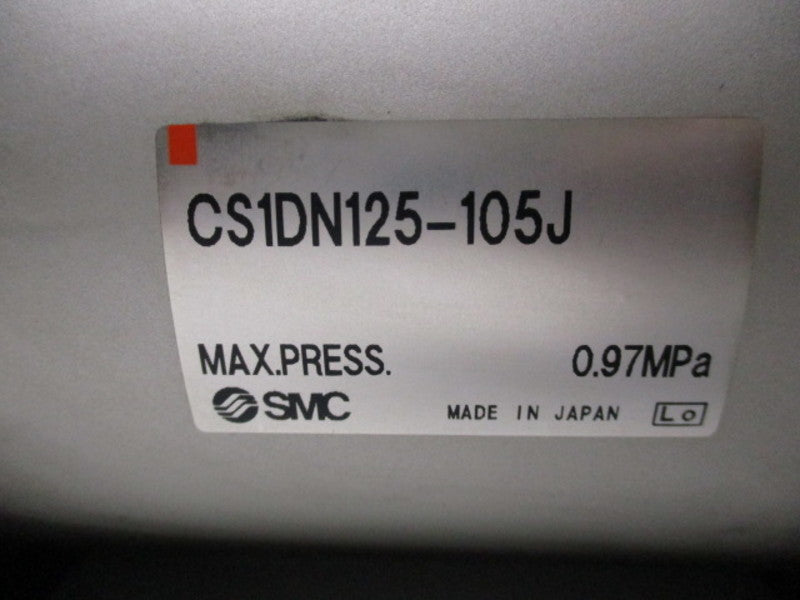 CS1DN125-105J
MAX.PRESS. 0.97MPa
SMC MADE IN JAPAN Lo